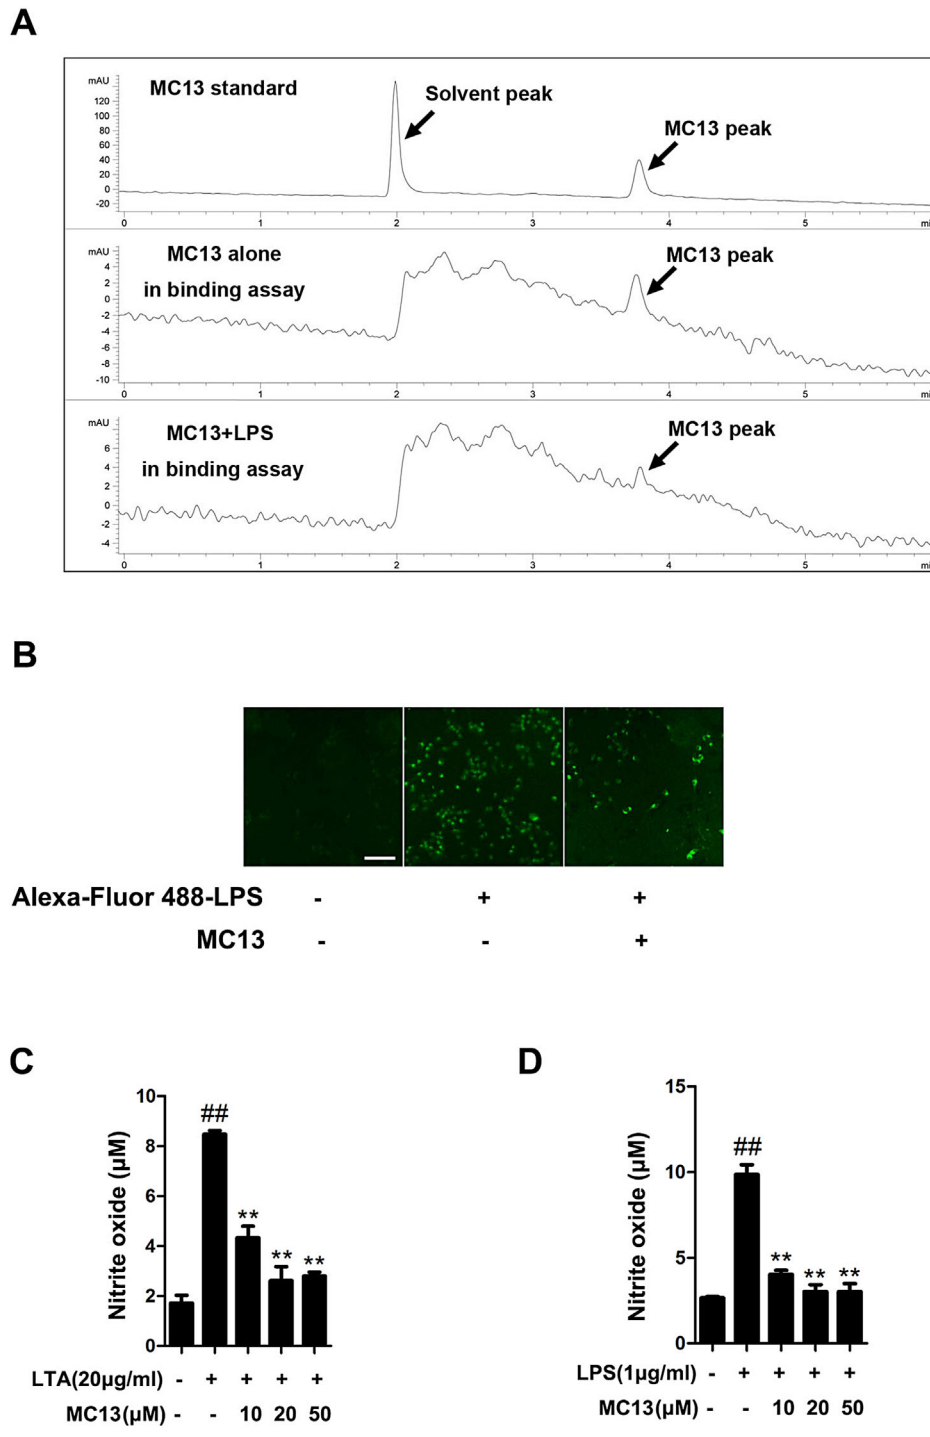 A
mAU
MC13 standard
Solvent peak
MC13 peak
120
100
80
60
40
20
0
-20
0 1 2 3 4 5 mi
mAU
MC13 alone
in binding assay
MC13 peak
4
2
0
-2
-4
-6
-8
-10
0 1 2 3 4 5 mi
mAU
MC13+LPS
in binding assay
MC13 peak
6
4
2
0
-2
-4
0 1 2 3 4 5 mi
B
Alexa-Fluor 488-LPS - + +
MC13 - - +
C
Nitrite oxide (µM)
10
8
6
4
2
0
##
**
**
**
LTA(20µg/ml) - + + + +
MC13(µM) - - 10 20 50
D
Nitrite oxide (µM)
15
10
5
0
##
**
**
**
LPS(1µg/ml) - + + + +
MC13(µM) - - 10 20 50